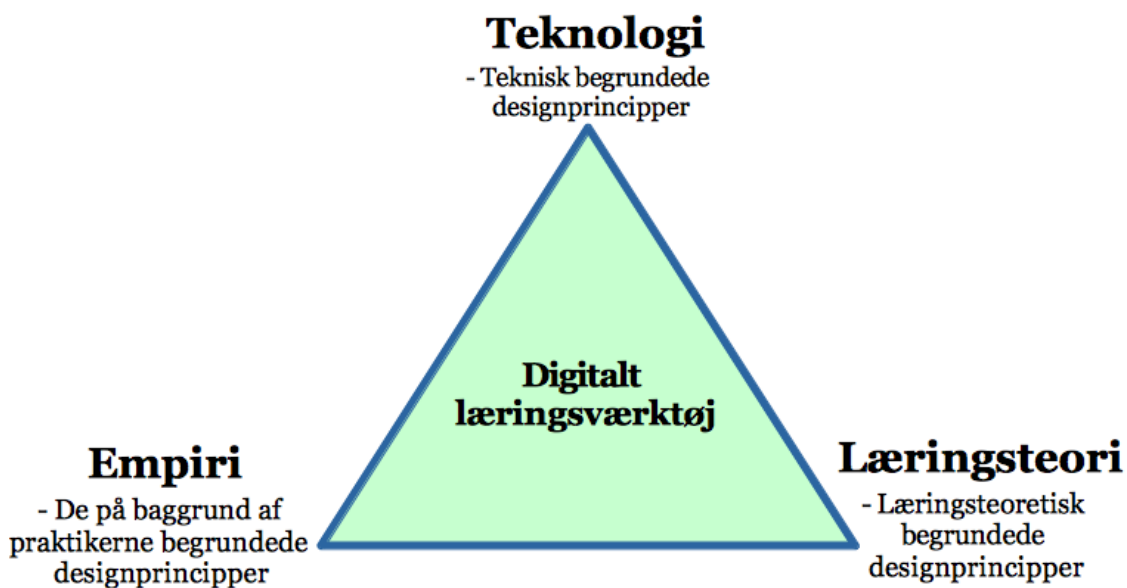 Teknologi
- Teknisk begrundede
designprincipper
Digitalt
læringsværktøj
Empiri
- De på baggrund af
praktikerne begrundede
designprincipper
Læringsteori
- Læringsteoretisk
begrundede
designprincipper